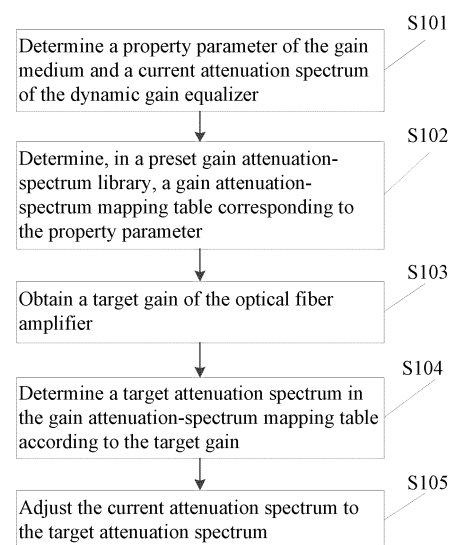 S101
Determine a property parameter of the gain
medium and a current attenuation spectrum
of the dynamic gain equalizer
S102
Determine, in a preset gain attenuation-
spectrum library, a gain attenuation-
spectrum mapping table corresponding to
the property parameter
S103
Obtain a target gain of the optical fiber
amplifier
S104
Determine a target attenuation spectrum in
the gain attenuation-spectrum mapping table
according to the target gain
S105
Adjust the current attenuation spectrum to
the target attenuation spectrum